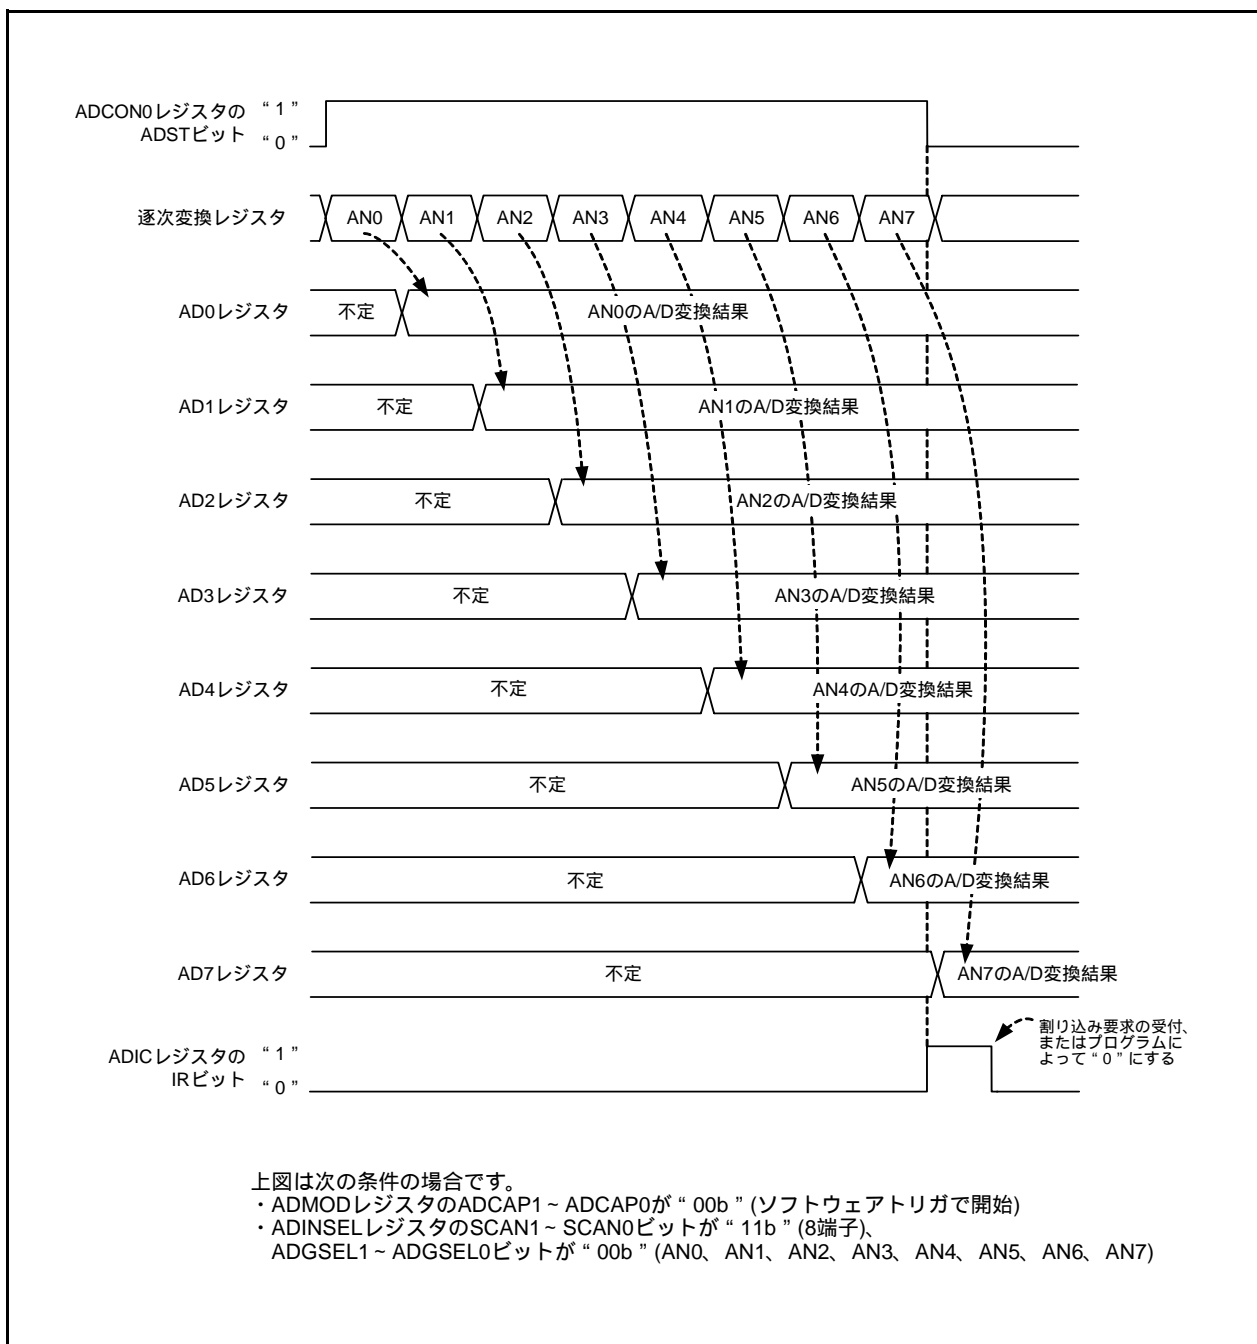 ADCON0レジスタの “ 1 ”
ADSTビット “ 0 ”
逐次変換レジスタ AN0 AN1 AN2 AN3 AN4 AN5 AN6 AN7
AD0レジスタ 不定 AN0のA/D変換結果
AD1レジスタ 不定 AN1のA/D変換結果
AD2レジスタ 不定 AN2のA/D変換結果
AD3レジスタ 不定 AN3のA/D変換結果
AD4レジスタ 不定 AN4のA/D変換結果
AD5レジスタ 不定 AN5のA/D変換結果
AD6レジスタ 不定 AN6のA/D変換結果
AD7レジスタ 不定 AN7のA/D変換結果
割り込み要求の受付、
またはプログラムに
よって “ 0 ” にする
ADICレジスタの “ 1 ”
IRビット “ 0 ”
上図は次の条件の場合です。
・ADMODレジスタのADCAP1~ADCAP0が “ 00b ” (ソフトウェアトリガで開始)
・ADINSELレジスタのSCAN1~SCAN0ビットが “ 11b ” (8端子)、
ADGSEL1~ADGSEL0ビットが “ 00b ” (AN0、AN1、AN2、AN3、AN4、AN5、AN6、AN7)